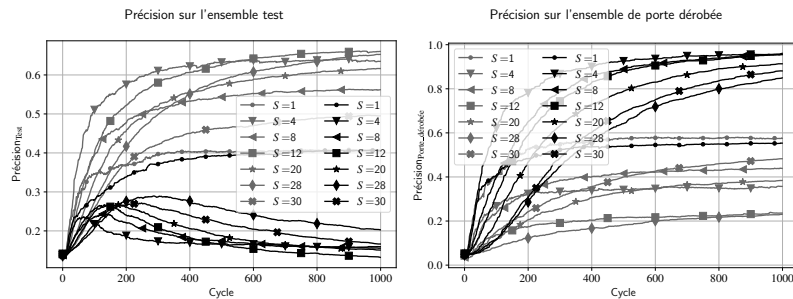 Précision sur l'ensemble test
Précision sur l'ensemble de porte dérobée
Précision_Test
0.6
0.5
0.4
0.3
0.2
S=1
S=4
S=8
S=12
S=20
S=28
S=30
S=1
S=4
S=8
S=12
S=20
S=28
S=30
0
200
400
600
800
1000
Cycle
Précision_Porte_dérobée
1.0
0.8
0.6
0.4
0.2
0.0
S=1
S=4
S=8
S=12
S=20
S=28
S=30
S=1
S=4
S=8
S=12
S=20
S=28
S=30
0
200
400
600
800
1000
Cycle